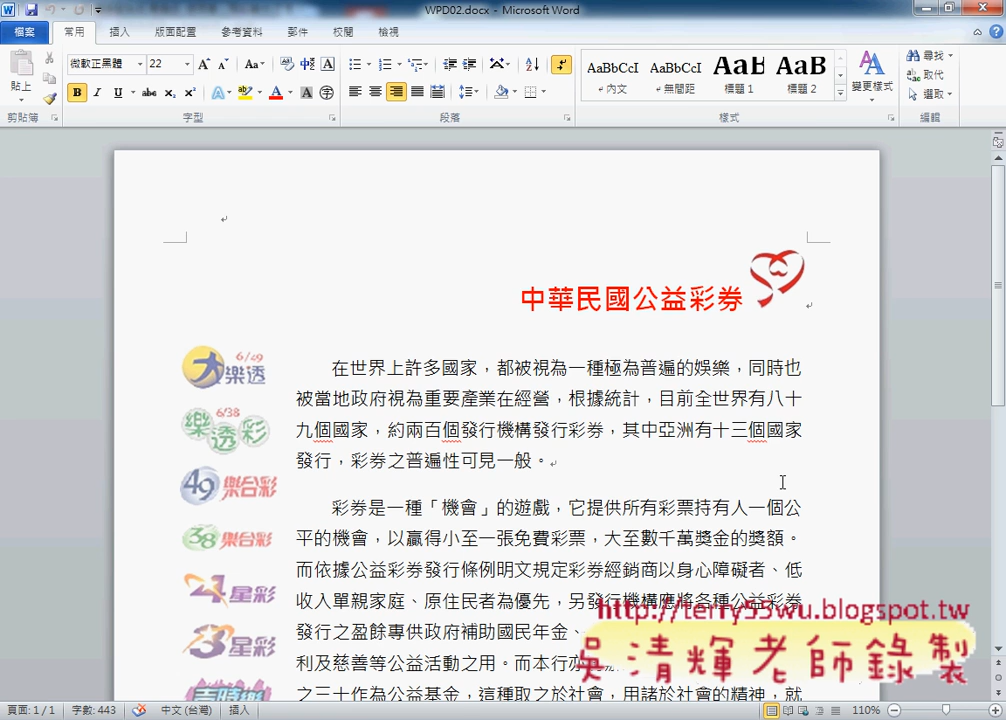 WPD02.docx - Microsoft Word
檔案 常用 插入 版面配置 參考資料 郵件 校閱 檢視
貼上
微軟正黑體 22
AaBbCcI AaBbCcI AaBb AaBb
內文 無間距 標題 1 標題 2
變更樣式
尋找
取代
選取
剪貼簿 字型 段落 樣式 編輯
中華民國公益彩券
在世界上許多國家，都被視為一種極為普遍的娛樂，同時也
被當地政府視為重要產業在經營，根據統計，目前全世界有八十
九個國家，約兩百個發行機構發行彩券，其中亞洲有十三個國家
發行，彩券之普遍性可見一般。
彩券是一種「機會」的遊戲，它提供所有彩票持有人一個公
平的機會，以贏得小至一張免費彩票，大至數千萬獎金的獎額。
而依據公益彩券發行條例明文規定彩券經銷商以身心障礙者、低
收入單親家庭、原住民者為優先，另發行機構應將各種公益彩券
發行之盈餘專供政府補助國民年金、
利及慈善等公益活動之用。而本行亦
之三十作為公益基金，這種取之於社會，用諸於社會的精神，就
6/49
大樂透
6/38
樂透彩
49 樂合彩
38 樂合彩
4星彩
3星彩
http://terry55wu.blogspot.tw
吳清輝老師錄製
頁面: 1/1 字數: 443 中文(台灣) 插入 110%